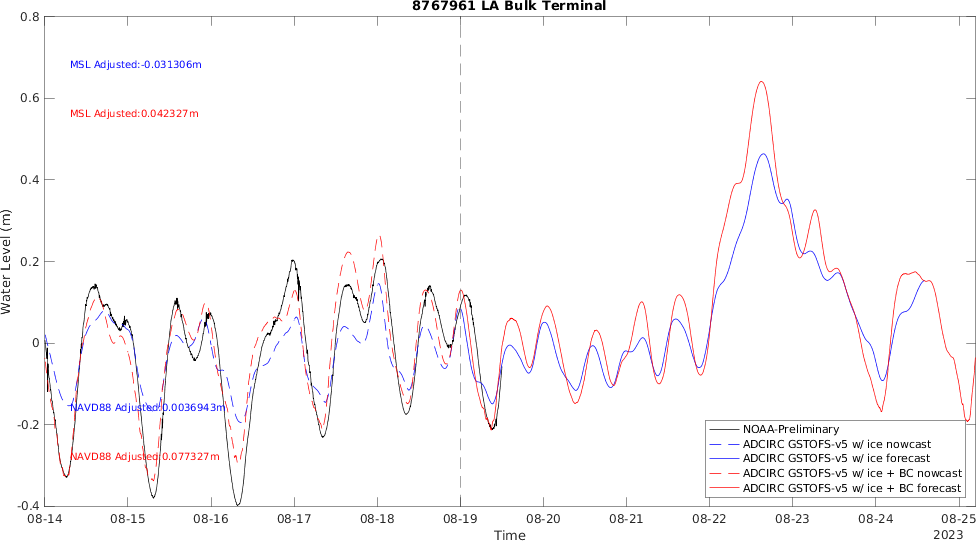 8767961 LA Bulk Terminal
0.8
MSL Adjusted:-0.031306m
0.6
MSL Adjusted:0.042327m
0.4
0.2
Water Level (m)
0
-0.2
NAVD88 Adjusted:0.0036943m
NAVD88 Adjusted:0.077327m
-0.4
NOAA-Preliminary
ADCIRC GSTOFS-v5 w/ ice nowcast
ADCIRC GSTOFS-v5 w/ ice forecast
ADCIRC GSTOFS-v5 w/ ice + BC nowcast
ADCIRC GSTOFS-v5 w/ ice + BC forecast
08-14 08-15 08-16 08-17 08-18 08-19 08-20 08-21 08-22 08-23 08-24 08-25
Time
2023